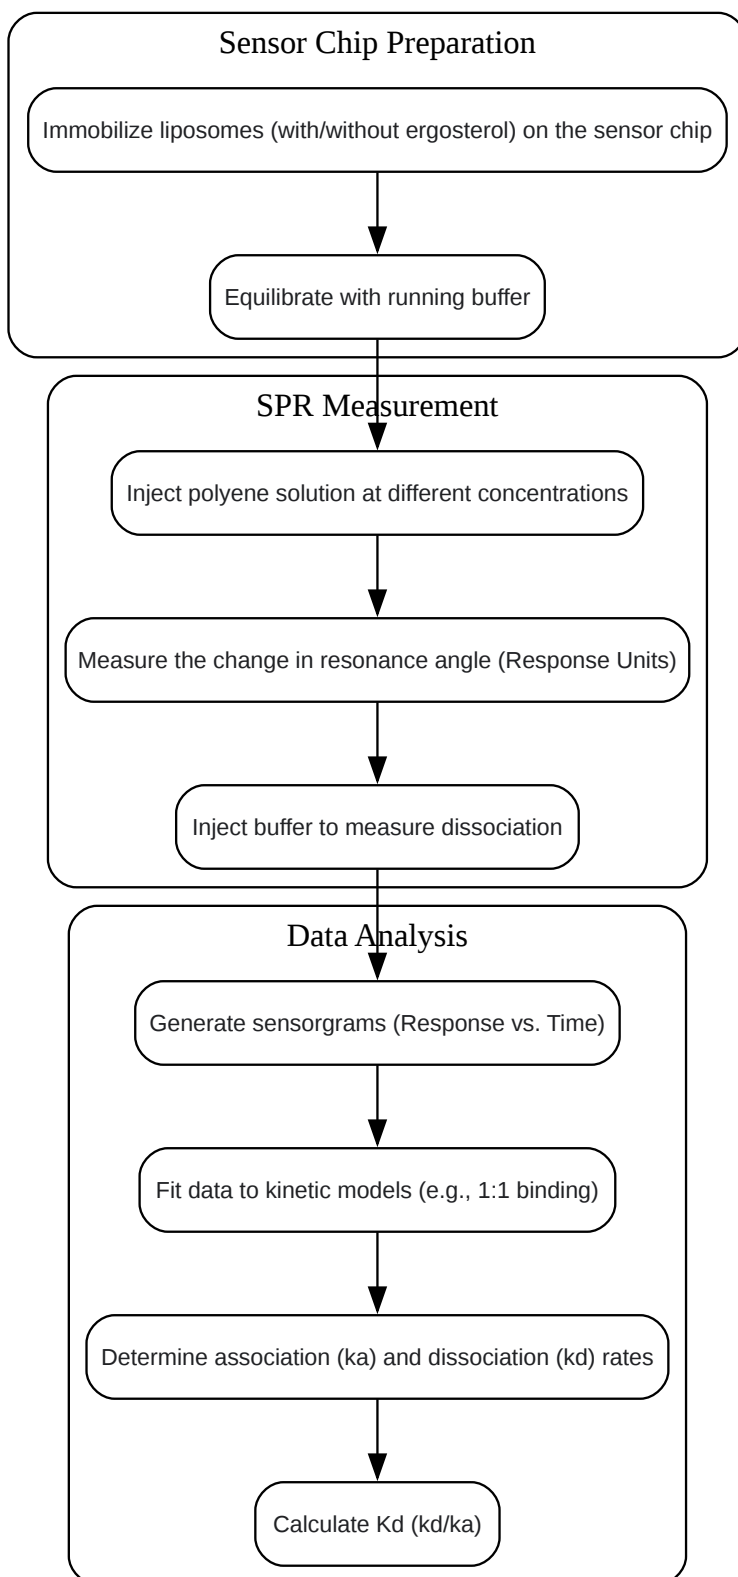 Sensor Chip Preparation
Immobilize liposomes (with/without ergosterol) on the sensor chip
Equilibrate with running buffer
SPR Measurement
Inject polyene solution at different concentrations
Measure the change in resonance angle (Response Units)
Inject buffer to measure dissociation
Data Analysis
Generate sensorgrams (Response vs. Time)
Fit data to kinetic models (e.g., 1:1 binding)
Determine association (ka) and dissociation (kd) rates
Calculate Kd (kd/ka)